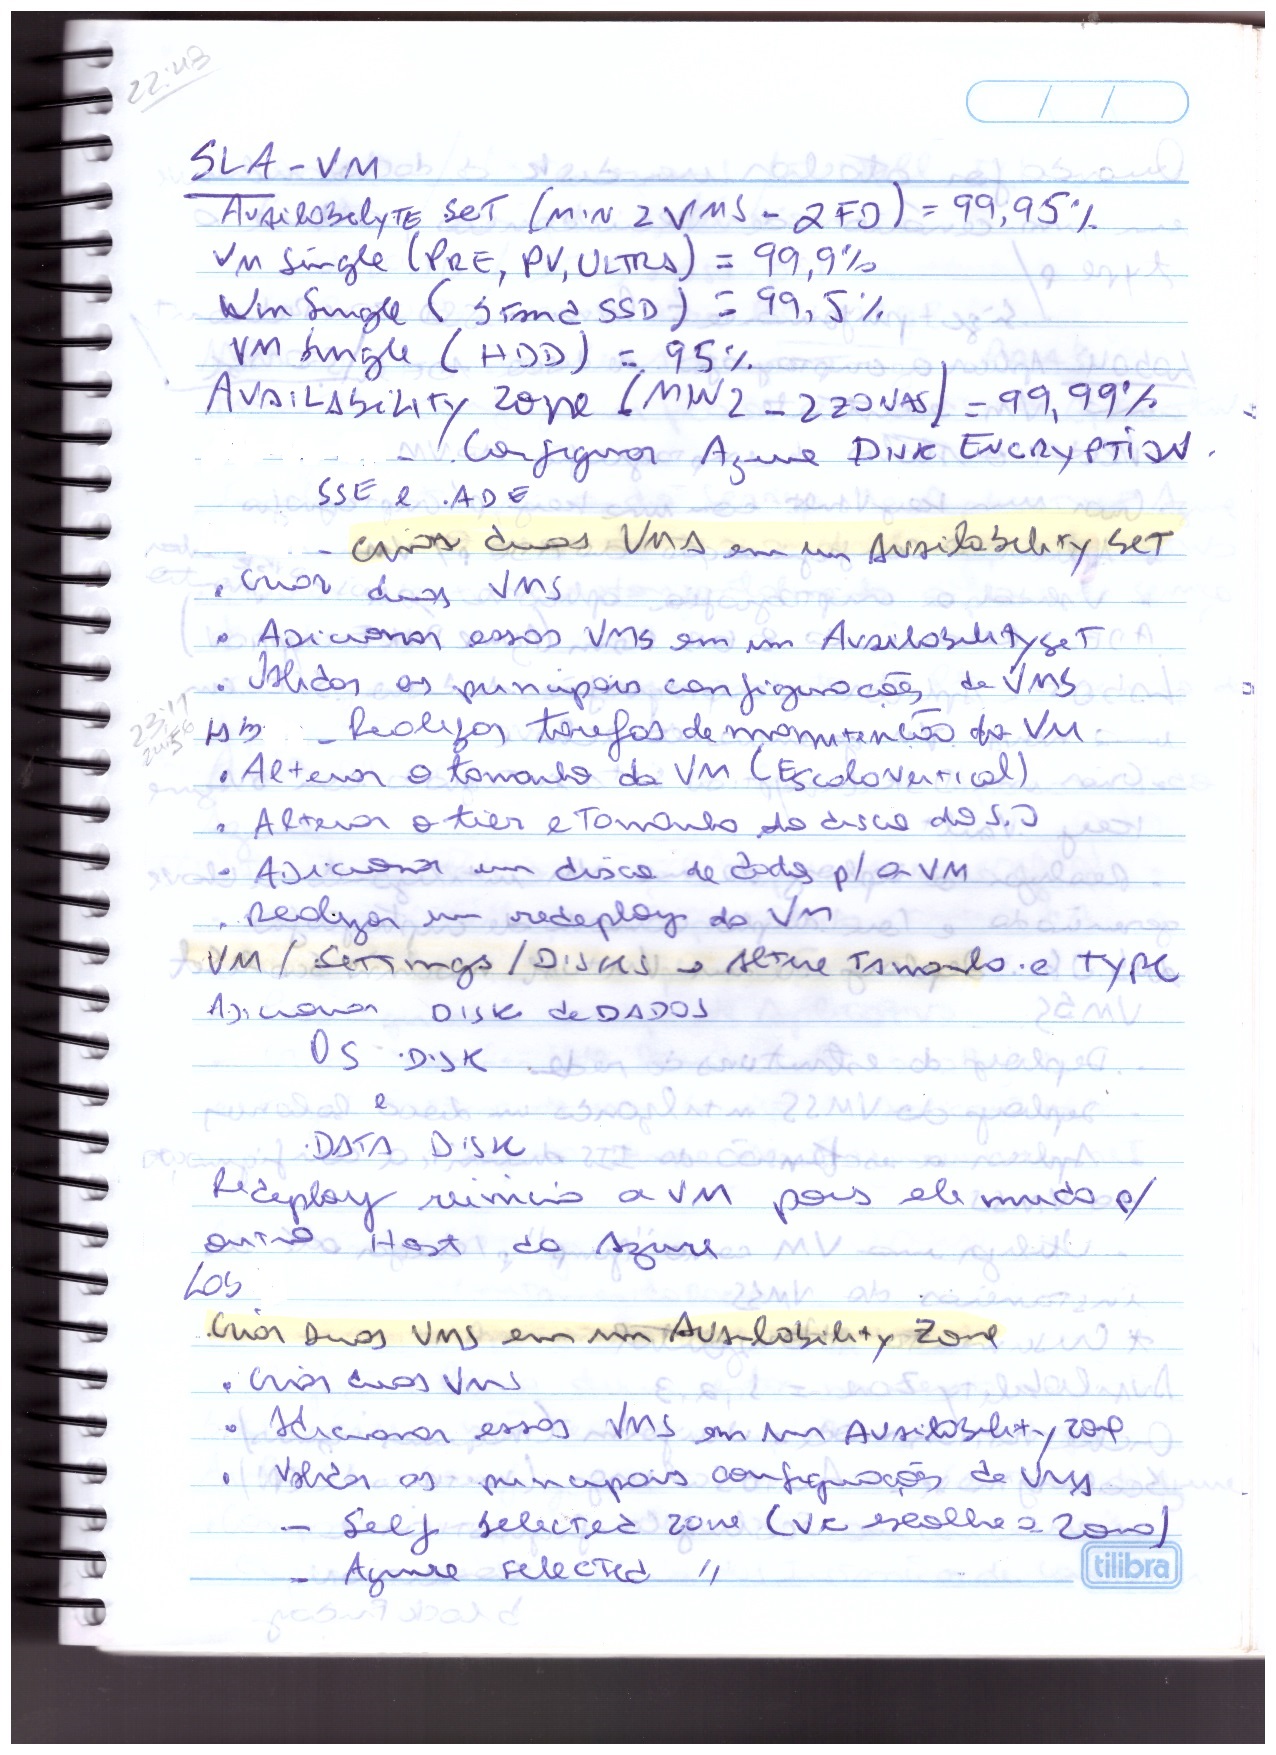 22:43
SLA - VM
Availabelyte set (Min 2 VMS - 2 FD) = 99,95%
VM Single (PRE, PV, ULTRA) = 99,9%
Wm Single (Stand SSD) = 99,5%
VM Single (HDD) = 95%
Availability Zone (Min 2 - 2 Zonas) = 99,99%
- Configurar Azure Disk Encryption.
SSE e ADE
- Criar duas VMs em um Availability Set
• Criar duas VMS
• Adicionar essas VMS em um Availability set
• Validar as principais configurações de VMS
- Realizar tarefas de manutenção da VM
• Alterar o tamanho da VM (Escala vertical)
• Alterar o tier e Tamanho do disco do S.O
• Adicionar um disco de dados p/ a VM
• Realizar um redeploy da VM
VM / Settings / Disks → Altere Tamanho e type
Adicionar Disk de DADOS
OS Disk
e
DATA Disk
Redeploy reinicia a VM pois ele muda p/
outro Host do Azure
Lab
Criar duas VMS em um Availability Zone
• Criar duas VMs
• Adicionar essas VMS em um Availability zone
• Validar as principais configurações de VMs
- Self selected zone (vc escolhe a zona)
- Azure selected "
tilibra